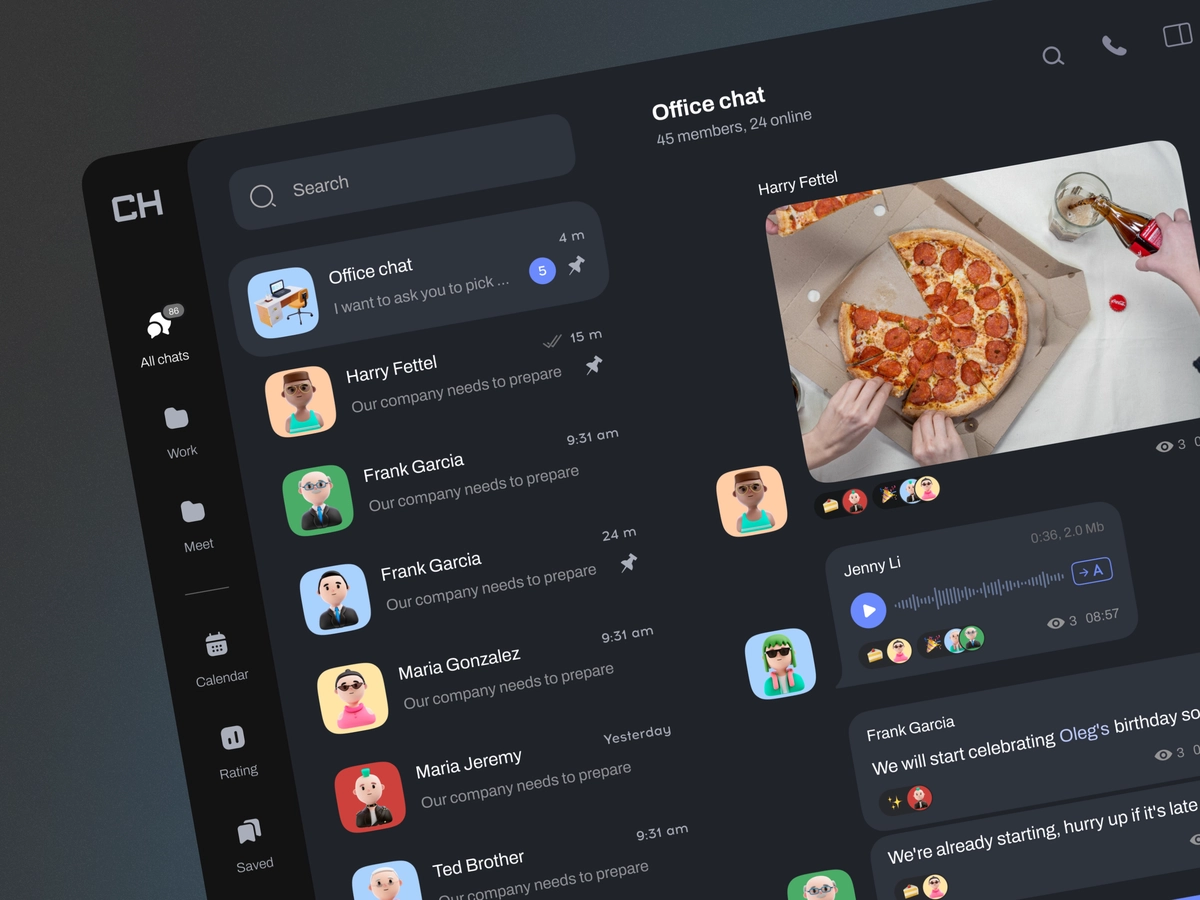 CH
86
All chats
Work
Meet
Calendar
Rating
Saved
Search
Office chat
4 m
I want to ask you to pick ...
5
Harry Fettel
15 m
Our company needs to prepare
Frank Garcia
9:31 am
Our company needs to prepare
Frank Garcia
24 m
Our company needs to prepare
Maria Gonzalez
9:31 am
Our company needs to prepare
Maria Jeremy
Yesterday
Our company needs to prepare
Ted Brother
9:31 am
Our company needs to prepare
Office chat
45 members, 24 online
Harry Fettel
3
Jenny Li
0:36, 2.0 Mb
→ A
3 08:57
Frank Garcia
We will start celebrating Oleg's birthday so
3
We're already starting, hurry up if it's late